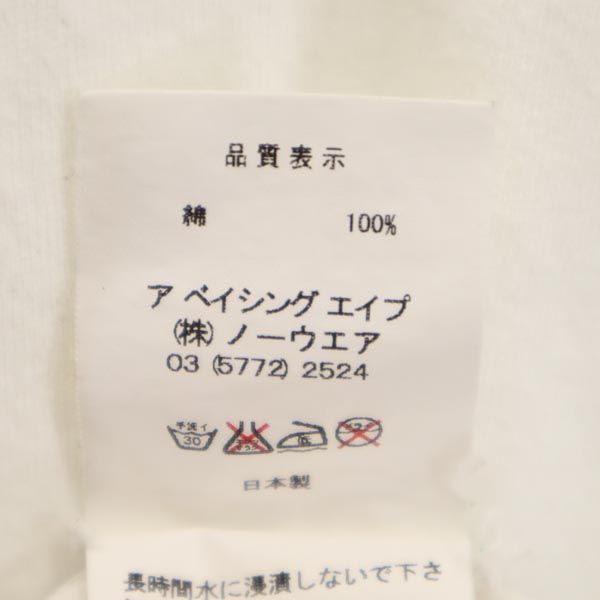 品質表示
綿 100%
ア ベイシング エイプ
(株) ノーウエア
03 (5772) 2524
手洗イ
30
日本製
長時間水に浸漬しないで下さ